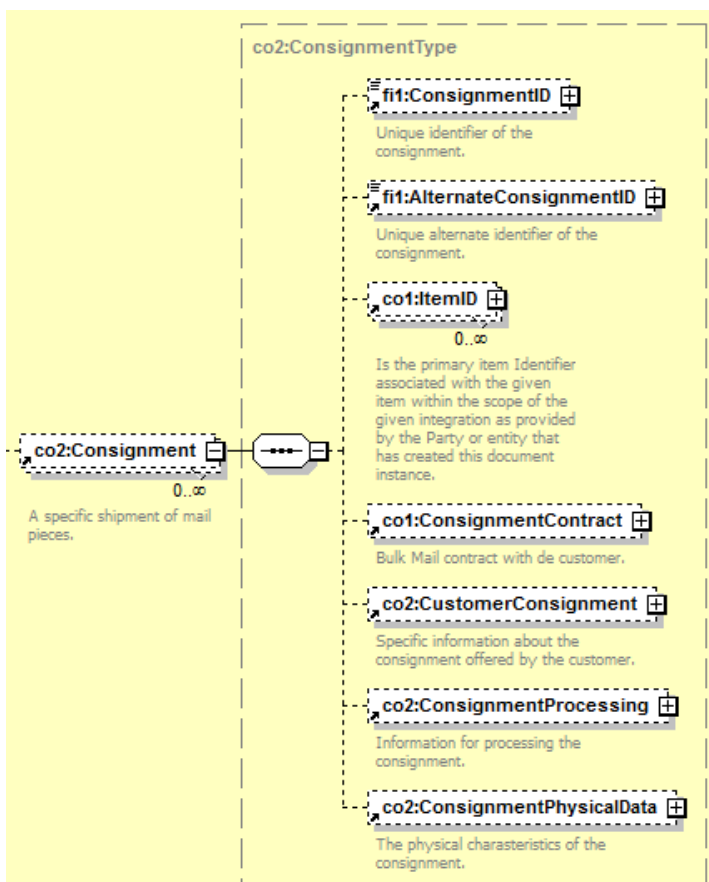 co2:ConsignmentType
fi1:ConsignmentID
Unique identifier of the
consignment.
fi1:AlternateConsignmentID
Unique alternate identifier of the
consignment.
co1:ItemID
0..∞
Is the primary item Identifier
associated with the given
item within the scope of the
given integration as provided
by the Party or entity that
has created this document
instance.
co2:Consignment
0..∞
A specific shipment of mail
pieces.
co1:ConsignmentContract
Bulk Mail contract with de customer.
co2:CustomerConsignment
Specific information about the
consignment offered by the customer.
co2:ConsignmentProcessing
Information for processing the
consignment.
co2:ConsignmentPhysicalData
The physical charasteristics of the
consignment.